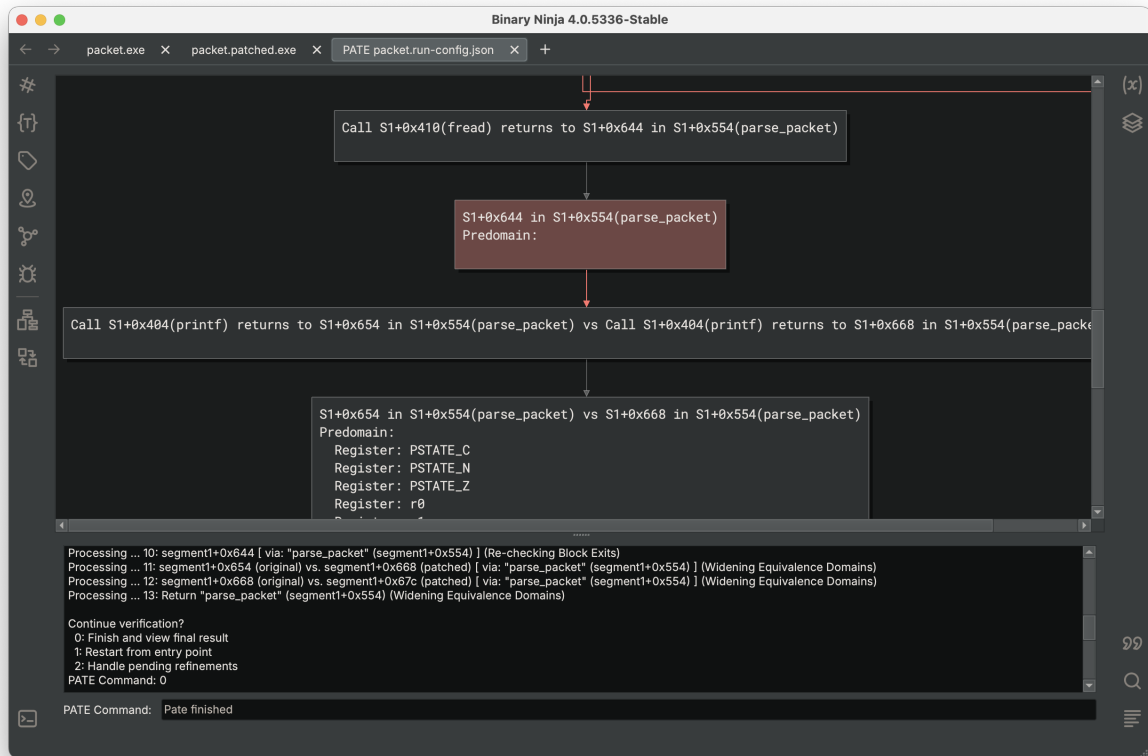 Binary Ninja 4.0.5336-Stable
packet.exe
packet.patched.exe
PATE packet.run-config.json
Call S1+0x410(fread) returns to S1+0x644 in S1+0x554(parse_packet)
S1+0x644 in S1+0x554(parse_packet)
Predomain:
Call S1+0x404(printf) returns to S1+0x654 in S1+0x554(parse_packet) vs Call S1+0x404(printf) returns to S1+0x668 in S1+0x554(parse_packe
S1+0x654 in S1+0x554(parse_packet) vs S1+0x668 in S1+0x554(parse_packet)
Predomain:
Register: PSTATE_C
Register: PSTATE_N
Register: PSTATE_Z
Register: r0
Processing ... 10: segment1+0x644 [ via: "parse_packet" (segment1+0x554) ] (Re-checking Block Exits)
Processing ... 11: segment1+0x654 (original) vs. segment1+0x668 (patched) [ via: "parse_packet" (segment1+0x554) ] (Widening Equivalence Domains)
Processing ... 12: segment1+0x668 (original) vs. segment1+0x67c (patched) [ via: "parse_packet" (segment1+0x554) ] (Widening Equivalence Domains)
Processing ... 13: Return "parse_packet" (segment1+0x554) (Widening Equivalence Domains)
Continue verification?
0: Finish and view final result
1: Restart from entry point
2: Handle pending refinements
PATE Command: 0
PATE Command: Pate finished